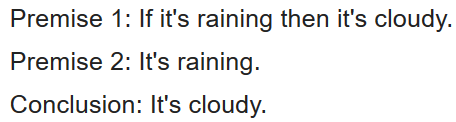 Premise 1: If it's raining then it's cloudy.
Premise 2: It's raining.
Conclusion: It's cloudy.